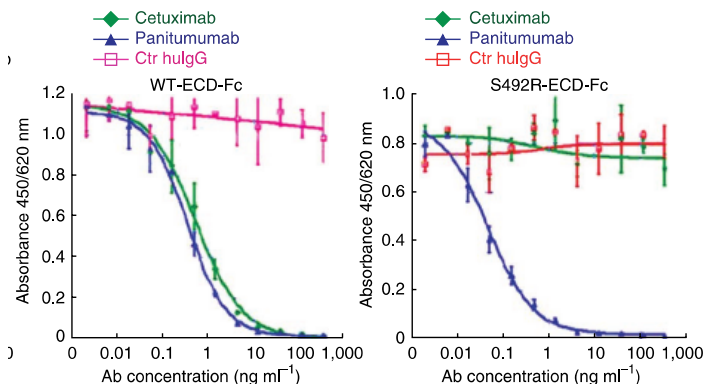 Cetuximab
Panitumumab
Ctr huIgG
WT-ECD-Fc
Absorbance 450/620 nm
1.2
1.0
0.8
0.6
0.4
0.2
0
0 0.01 0.1 1 10 100 1,000
Ab concentration (ng ml⁻¹)
Cetuximab
Panitumumab
Ctr huIgG
S492R-ECD-Fc
Absorbance 450/620 nm
1.0
0.8
0.6
0.4
0.2
0.0
0 0.01 0.1 1 10 100 1,000
Ab concentration (ng ml⁻¹)